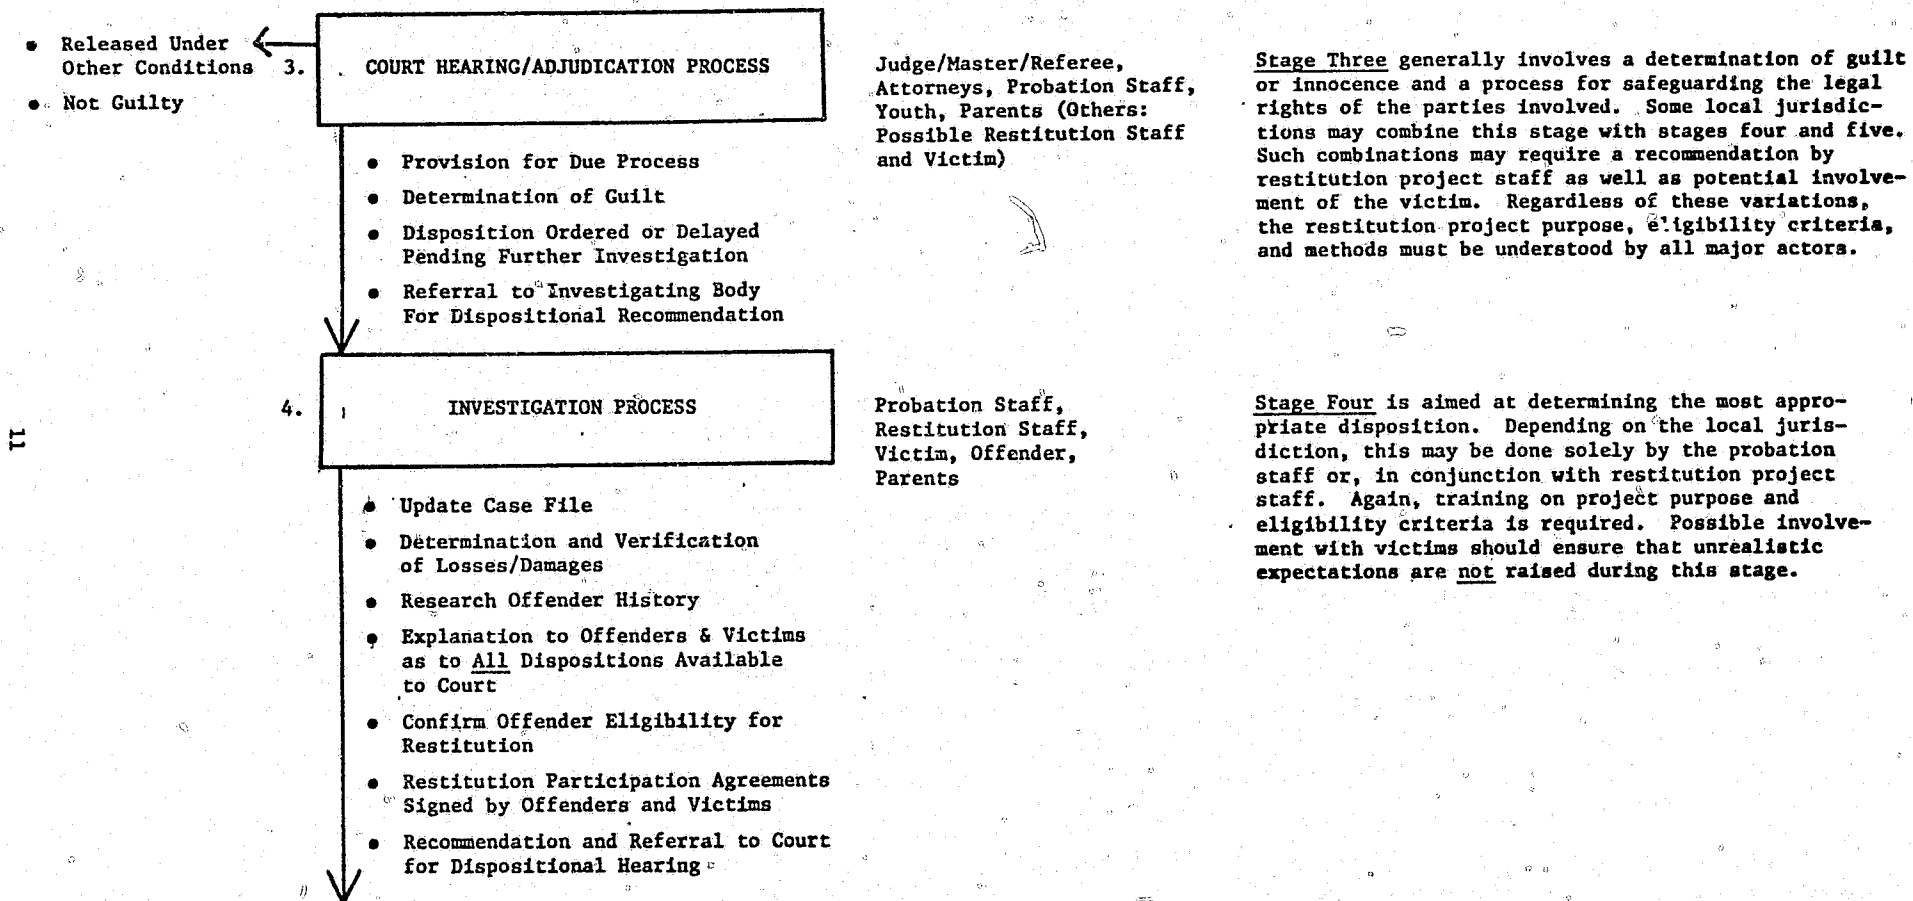 • Released Under
Other Conditions
• Not Guilty
3.
COURT HEARING/ADJUDICATION PROCESS
• Provision for Due Process
• Determination of Guilt
• Disposition Ordered or Delayed
Pending Further Investigation
• Referral to Investigating Body
For Dispositional Recommendation
Judge/Master/Referee,
Attorneys, Probation Staff,
Youth, Parents (Others:
Possible Restitution Staff
and Victim)
Stage Three generally involves a determination of guilt
or innocence and a process for safeguarding the legal
rights of the parties involved. Some local jurisdic-
tions may combine this stage with stages four and five.
Such combinations may require a recommendation by
restitution project staff as well as potential involve-
ment of the victim. Regardless of these variations,
the restitution project purpose, eligibility criteria,
and methods must be understood by all major actors.
4.
INVESTIGATION PROCESS
• Update Case File
• Determination and Verification
of Losses/Damages
• Research Offender History
• Explanation to Offenders & Victims
as to All Dispositions Available
to Court
• Confirm Offender Eligibility for
Restitution
• Restitution Participation Agreements
Signed by Offenders and Victims
• Recommendation and Referral to Court
for Dispositional Hearing
Probation Staff,
Restitution Staff,
Victim, Offender,
Parents
Stage Four is aimed at determining the most appro-
priate disposition. Depending on the local juris-
diction, this may be done solely by the probation
staff or, in conjunction with restitution project
staff. Again, training on project purpose and
eligibility criteria is required. Possible involve-
ment with victims should ensure that unrealistic
expectations are not raised during this stage.
11